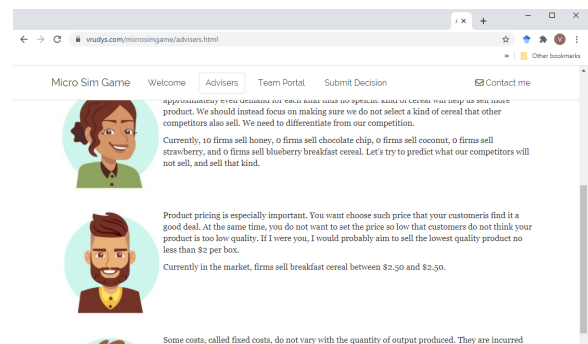 vrudys.com/microsimgame/advisers.html
Other bookmarks
Micro Sim Game Welcome Advisers Team Portal Submit Decision Contact me
approximately even demand for each kind thus no specific kind of cereal will help us sell more
product. We should instead focus on making sure we do not select a kind of cereal that other
competitors also sell. We need to differentiate from our competition.
Currently, 10 firms sell honey, 0 firms sell chocolate chip, 0 firms sell coconut, 0 firms sell
strawberry, and 0 firms sell blueberry breakfast cereal. Let's try to predict what our competitors will
not sell, and sell that kind.
Product pricing is especially important. You want choose such price that your customeris find it a
good deal. At the same time, you do not want to set the price so low that customers do not think your
product is too low quality. If I were you, I would probably aim to sell the lowest quality product no
less than $2 per box.
Currently in the market, firms sell breakfast cereal between $2.50 and $2.50.
Some costs, called fixed costs, do not vary with the quantity of output produced. They are incurred